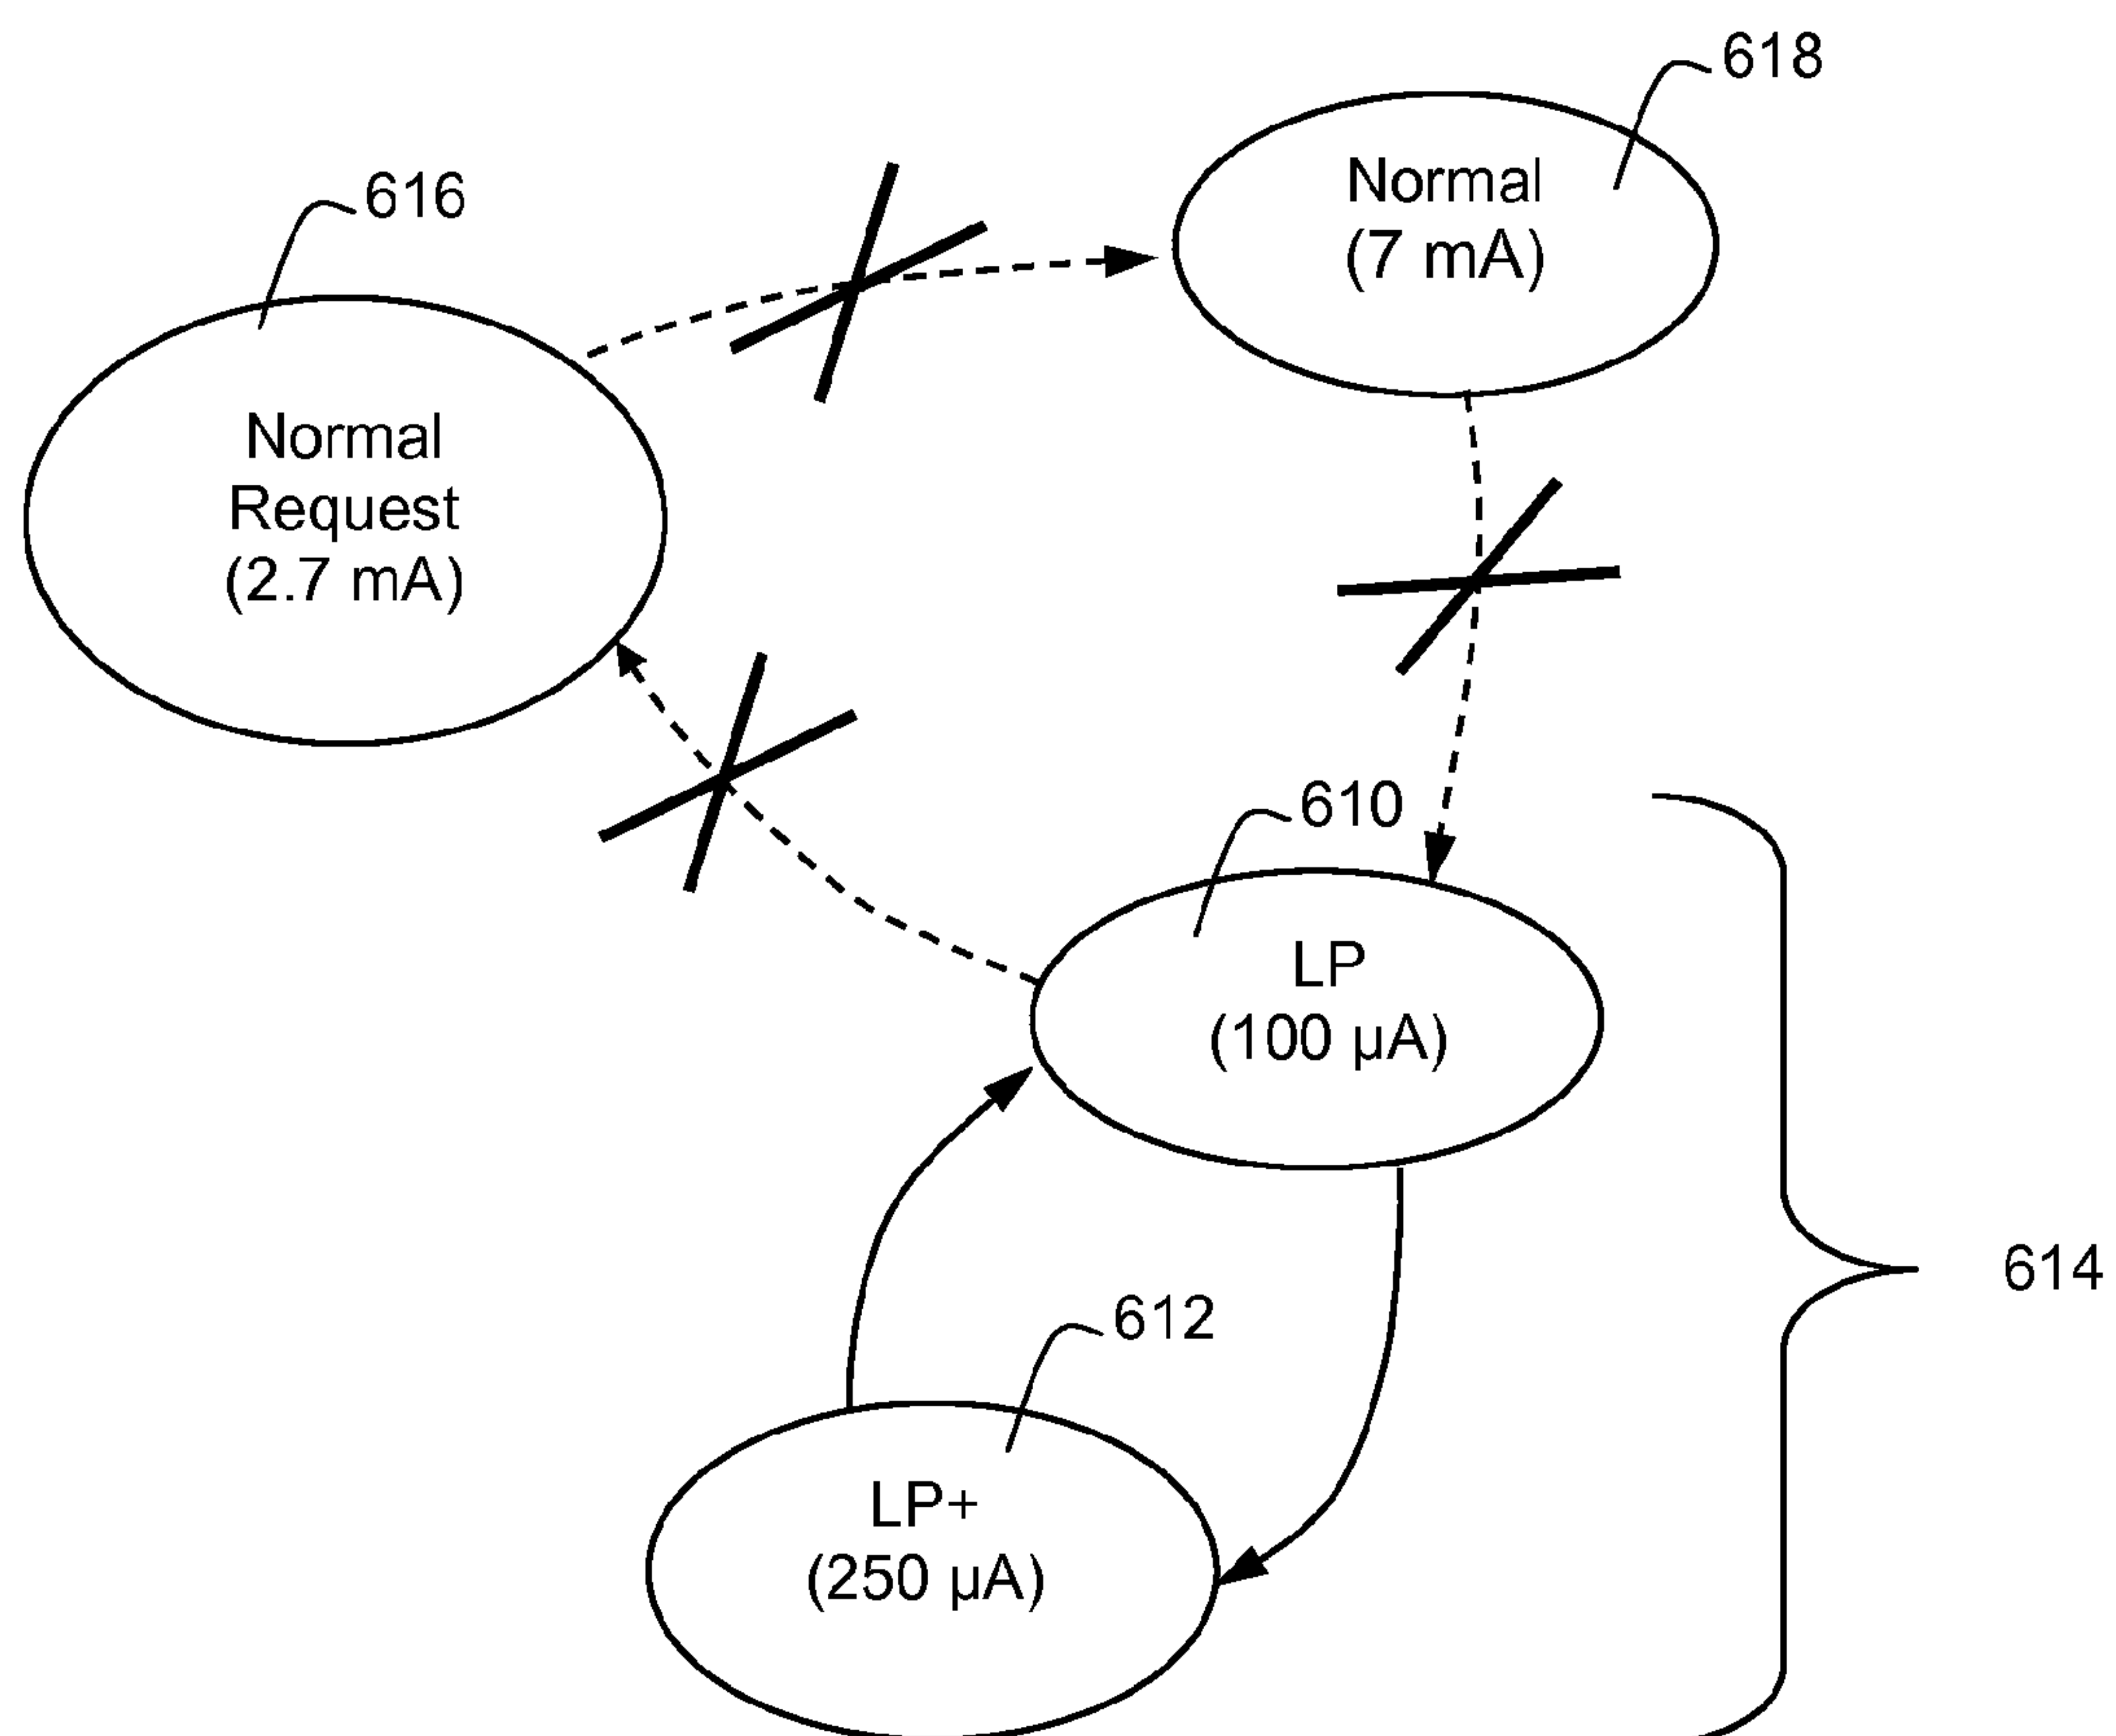 618
Normal
(7 mA)
616
Normal
Request
(2.7 mA)
610
LP
(100 µA)
614
612
LP+
(250 µA)